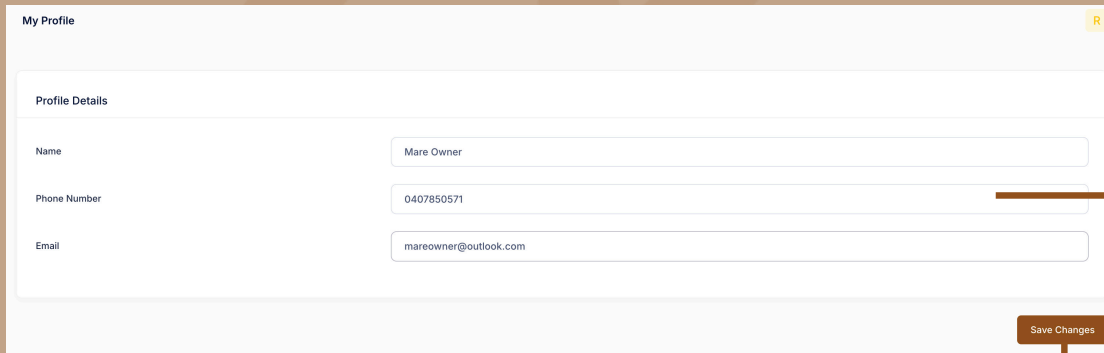 My Profile
R
Profile Details
Name
Mare Owner
Phone Number
0407850571
Email
mareowner@outlook.com
Save Changes